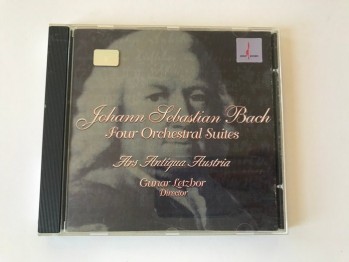 Johann Sebastian Bach
Four Orchestral Suites
Ars Antiqua Austria
Gunar Letzbor
Director